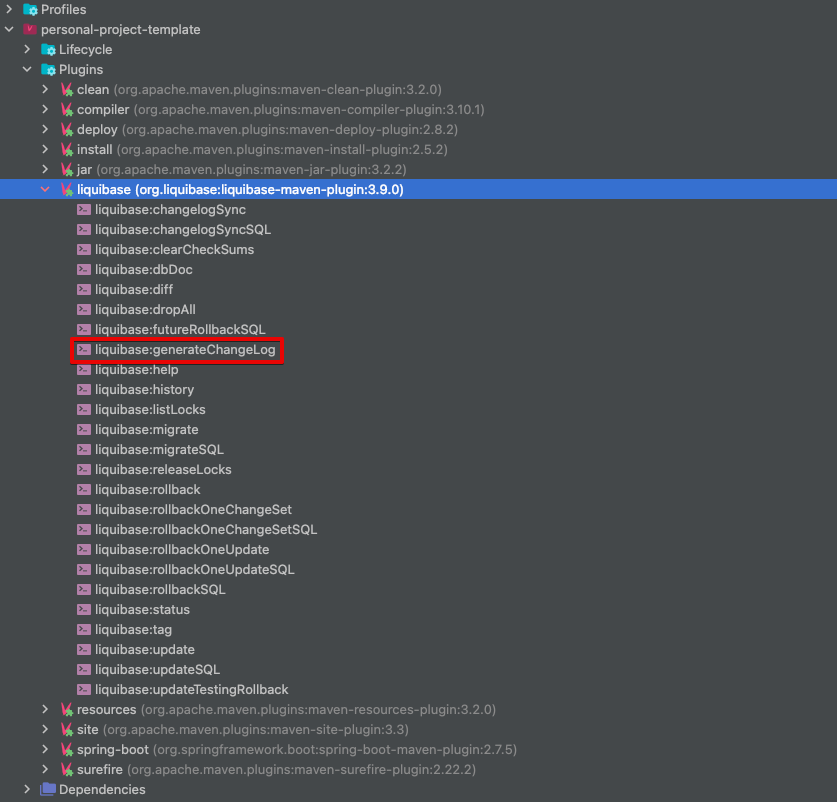 Profiles
personal-project-template
Lifecycle
Plugins
clean (org.apache.maven.plugins:maven-clean-plugin:3.2.0)
compiler (org.apache.maven.plugins:maven-compiler-plugin:3.10.1)
deploy (org.apache.maven.plugins:maven-deploy-plugin:2.8.2)
install (org.apache.maven.plugins:maven-install-plugin:2.5.2)
jar (org.apache.maven.plugins:maven-jar-plugin:3.2.2)
liquibase (org.liquibase:liquibase-maven-plugin:3.9.0)
liquibase:changelogSync
liquibase:changelogSyncSQL
liquibase:clearCheckSums
liquibase:dbDoc
liquibase:diff
liquibase:dropAll
liquibase:futureRollbackSQL
liquibase:generateChangeLog
liquibase:help
liquibase:history
liquibase:listLocks
liquibase:migrate
liquibase:migrateSQL
liquibase:releaseLocks
liquibase:rollback
liquibase:rollbackOneChangeSet
liquibase:rollbackOneChangeSetSQL
liquibase:rollbackOneUpdate
liquibase:rollbackOneUpdateSQL
liquibase:rollbackSQL
liquibase:status
liquibase:tag
liquibase:update
liquibase:updateSQL
liquibase:updateTestingRollback
resources (org.apache.maven.plugins:maven-resources-plugin:3.2.0)
site (org.apache.maven.plugins:maven-site-plugin:3.3)
spring-boot (org.springframework.boot:spring-boot-maven-plugin:2.7.5)
surefire (org.apache.maven.plugins:maven-surefire-plugin:2.22.2)
Dependencies